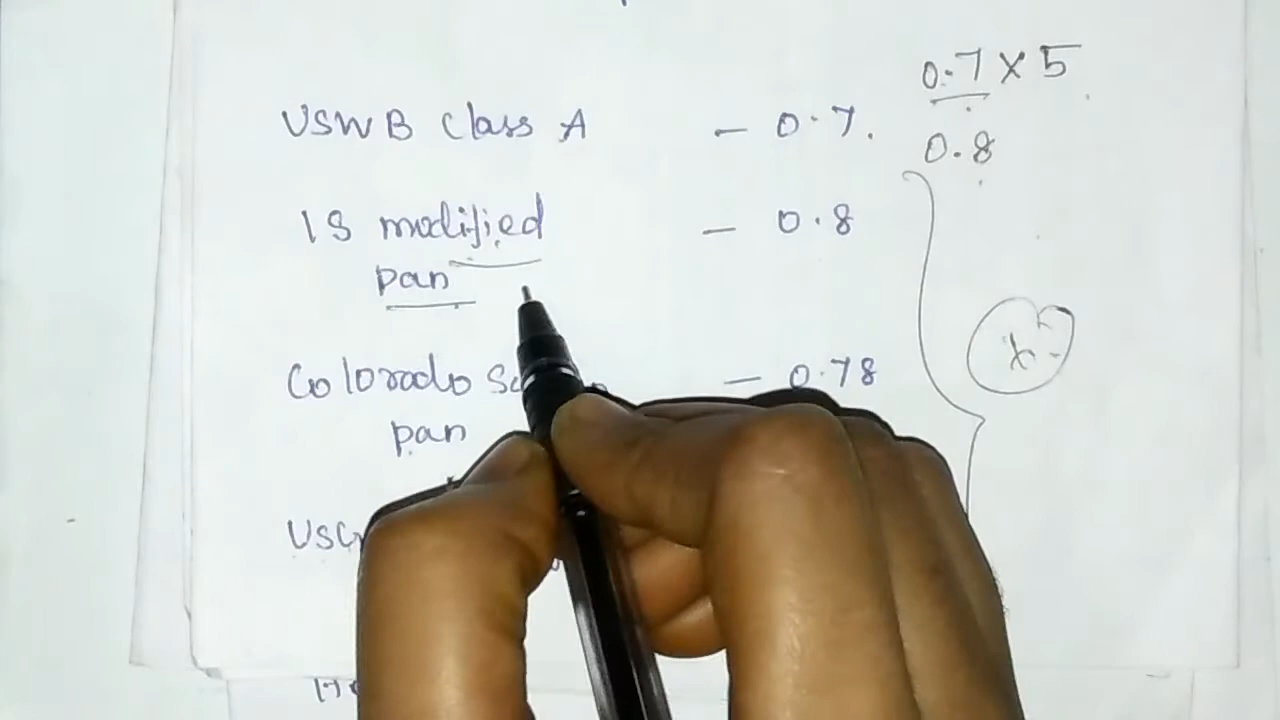 0.7 X 5
USWB Class A - 0.7.
0.8
IS modified - 0.8
pan
Colorado - 0.78
pan
x